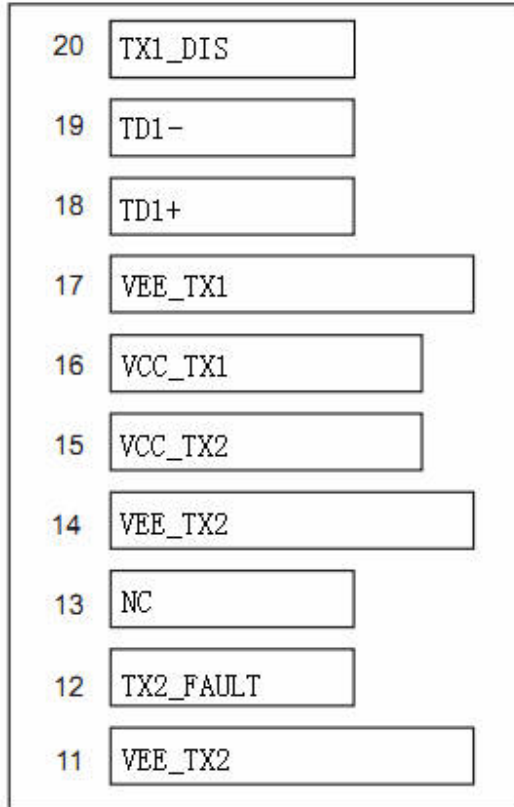 20 TX1_DIS
19 TD1-
18 TD1+
17 VEE_TX1
16 VCC_TX1
15 VCC_TX2
14 VEE_TX2
13 NC
12 TX2_FAULT
11 VEE_TX2